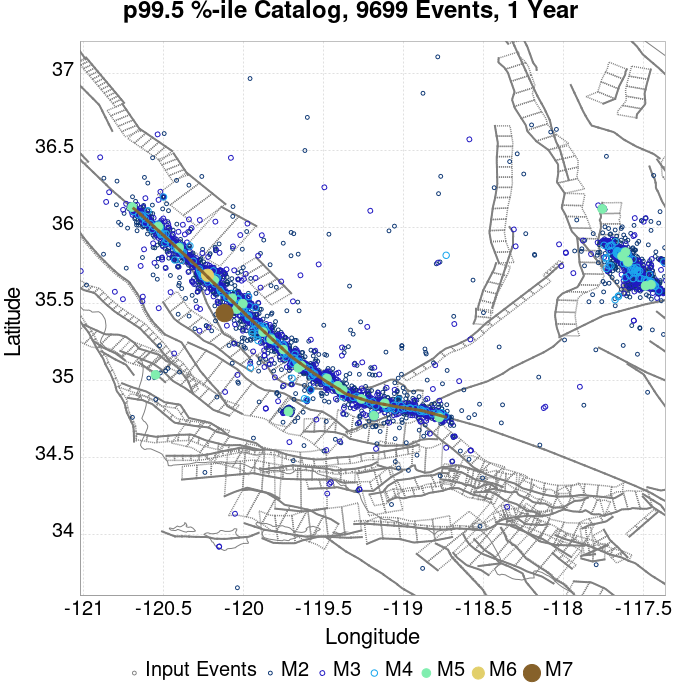 p99.5 %-ile Catalog, 9699 Events, 1 Year
37
36.5
36
35.5
35
34.5
34
Latitude
-121 -120.5 -120 -119.5 -119 -118.5 -118 -117.5
Longitude
Input Events M2 M3 M4 M5 M6 M7